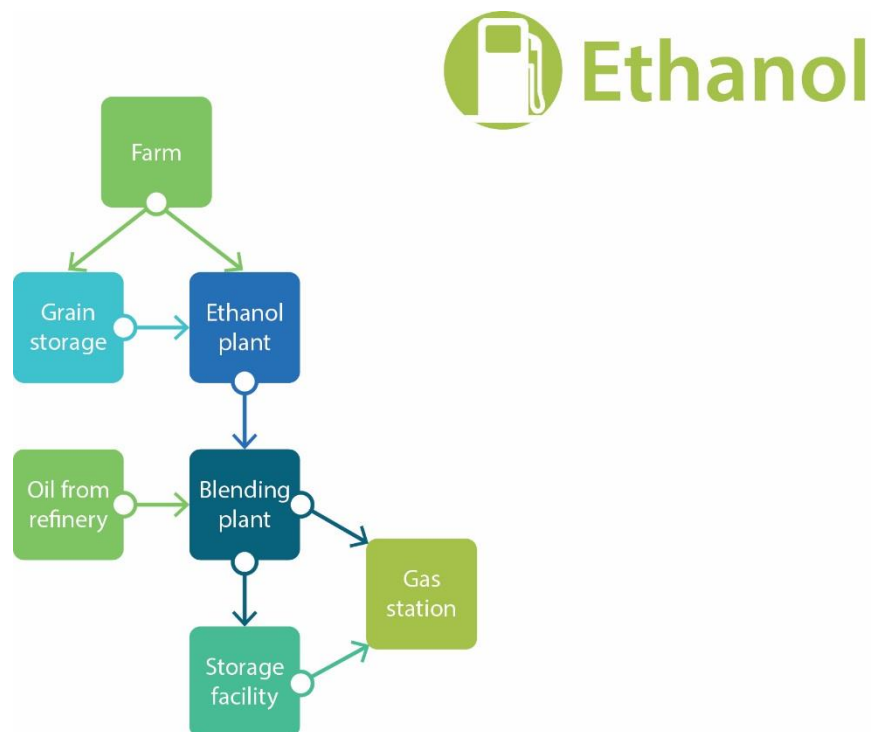 Ethanol
Farm
Grain
storage
Ethanol
plant
Oil from
refinery
Blending
plant
Gas
station
Storage
facility